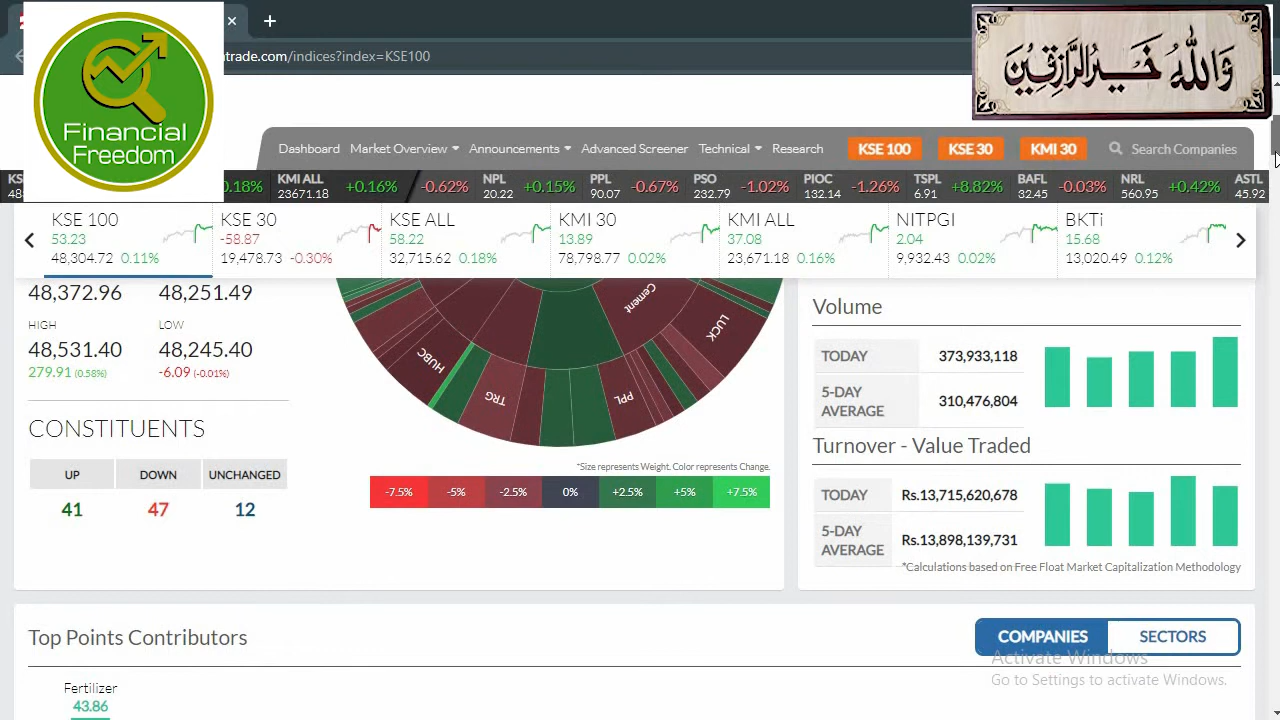 Financial
Freedom
ntrade.com/indices?index=KSE100
وَاللهُ خَيْرُ الرَّازِقِيْنَ
Dashboard Market Overview Announcements Advanced Screener Technical Research KSE 100 KSE 30 KMI 30 Search Companies
KS KMI ALL NPL PPL PSO PIOC TSPL BAFL NRL ASTL
48 0.18% 23671.18 +0.16% -0.62% 20.22 +0.15% 90.07 -0.67% 232.79 -1.02% 132.14 -1.26% 6.91 +8.82% 32.45 -0.03% 560.95 +0.42% 45.92
KSE 100 KSE 30 KSE ALL KMI 30 KMI ALL NITPGI BKTi
53.23 -58.87 58.22 13.89 37.08 2.04 15.68
48,304.72 0.11% 19,478.73 -0.30% 32,715.62 0.18% 78,798.77 0.02% 23,671.18 0.16% 9,932.43 0.02% 13,020.49 0.12%
48,372.96 48,251.49
HIGH LOW
48,531.40 48,245.40
279.91 (0.58%) -6.09 (-0.01%)
CONSTITUENTS
UP DOWN UNCHANGED
41 47 12
Cement
LUCK
HUBC
TRG
PPL
*Size represents Weight. Color represents Change.
-7.5% -5% -2.5% 0% +2.5% +5% +7.5%
Volume
TODAY 373,933,118
5-DAY
AVERAGE 310,476,804
Turnover - Value Traded
TODAY Rs.13,715,620,678
5-DAY
AVERAGE Rs.13,898,139,731
*Calculations based on Free Float Market Capitalization Methodology
Top Points Contributors
COMPANIES SECTORS
Fertilizer
43.86
Activate Windows
Go to Settings to activate Windows.